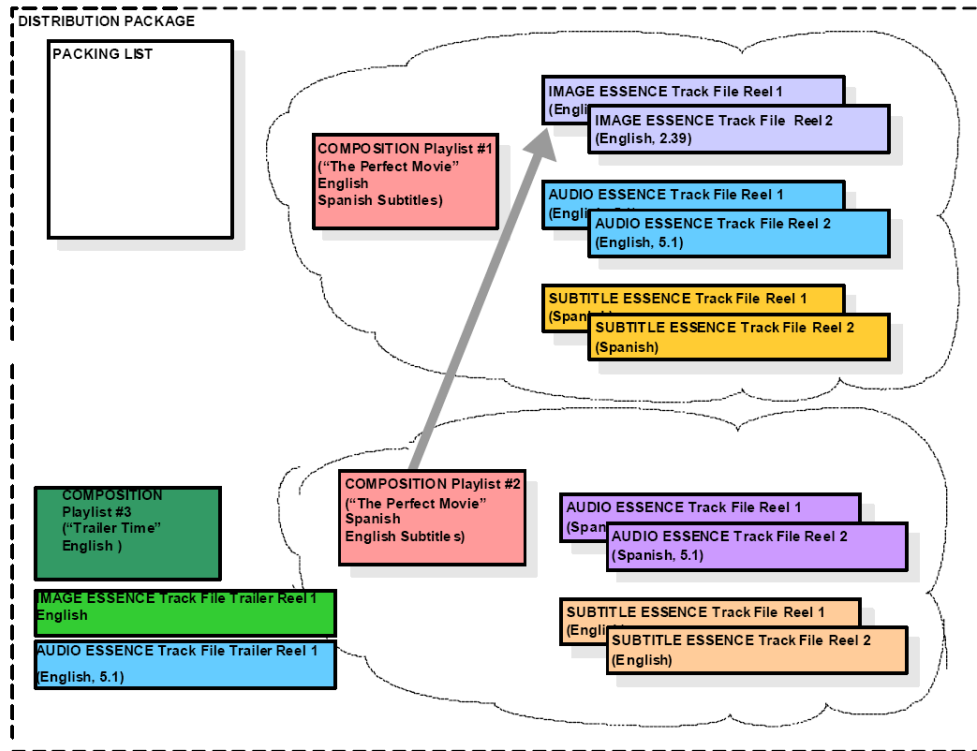 DISTRIBUTION PACKAGE
PACKING LIST
IMAGE ESSENCE Track File Reel 1
(English
IMAGE ESSENCE Track File Reel 2
(English, 2.39)
COMPOSITION Playlist #1
(“The Perfect Movie”
English
Spanish Subtitles)
AUDIO ESSENCE Track File Reel 1
(English
AUDIO ESSENCE Track File Reel 2
(English, 5.1)
SUBTITLE ESSENCE Track File Reel 1
(Spanish)
SUBTITLE ESSENCE Track File Reel 2
(Spanish)
COMPOSITION Playlist #2
(“The Perfect Movie”
Spanish
English Subtitles)
AUDIO ESSENCE Track File Reel 1
(Span
AUDIO ESSENCE Track File Reel 2
(Spanish, 5.1)
SUBTITLE ESSENCE Track File Reel 1
(English
SUBTITLE ESSENCE Track File Reel 2
(English)
COMPOSITION
Playlist #3
(“Trailer Time”
English )
IMAGE ESSENCE Track File Trailer Reel 1
English
AUDIO ESSENCE Track File Trailer Reel 1
(English, 5.1)